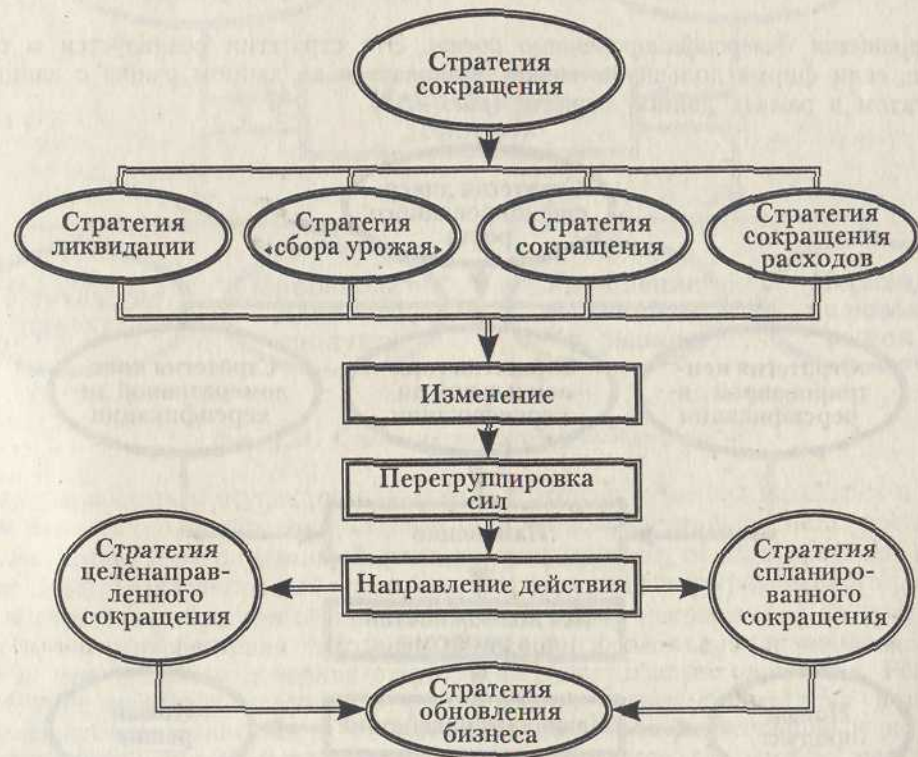 Стратегия
сокращения
Стратегия
ликвидации
Стратегия
«сбора урожая»
Стратегия
сокращения
Стратегия
сокращения
расходов
Изменение
Перегруппировка
сил
Стратегия
целенаправ-
ленного
сокращения
Направление действия
Стратегия
спланиро-
ванного
сокращения
Стратегия
обновления
бизнеса